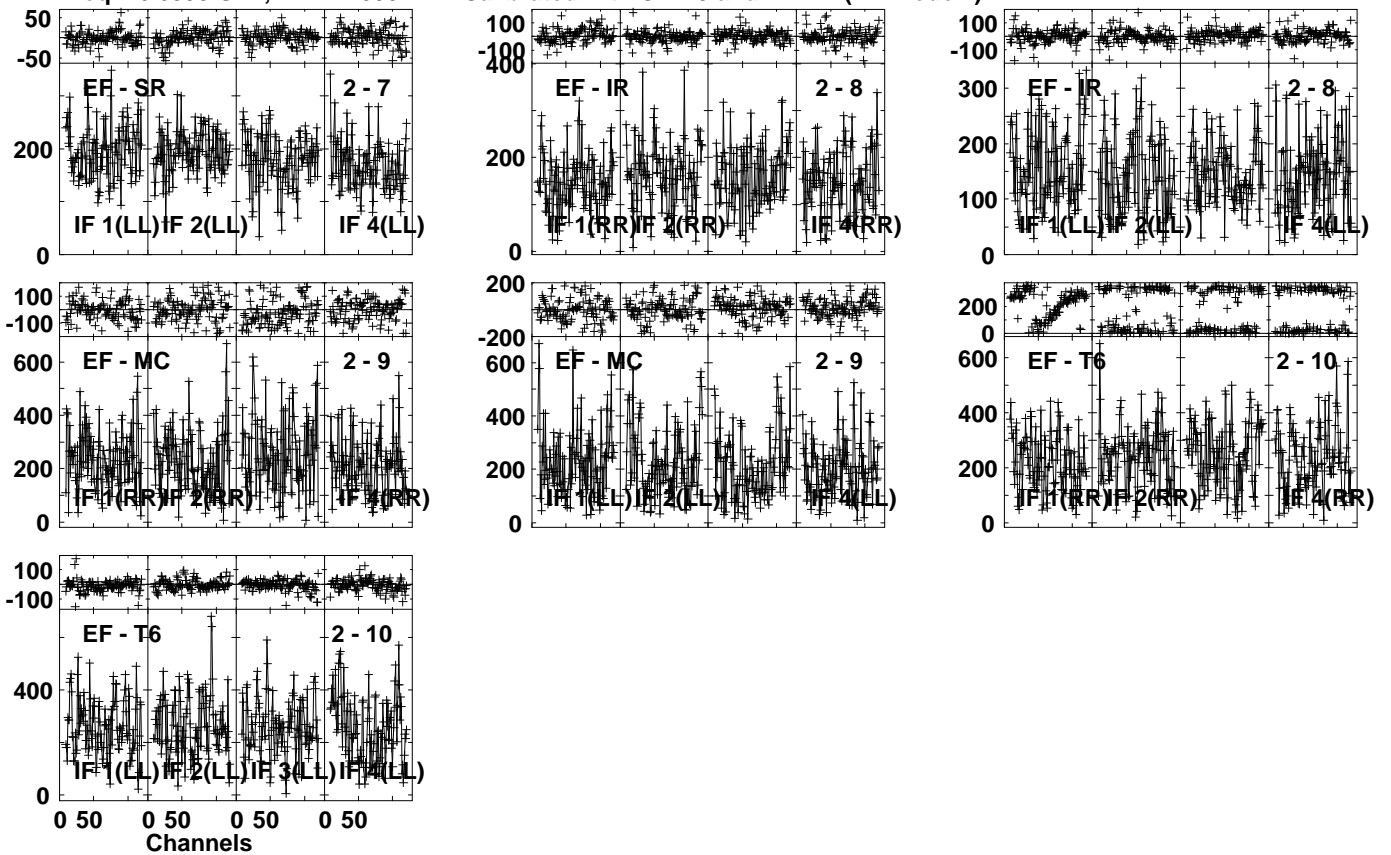 50
-50
EF - SR 2 - 7
200
IF 1(LL) IF 2(LL) IF 4(LL)
0
100
-100
400
EF - IR 2 - 8
200
IF 1(RR) IF 2(RR) IF 4(RR)
0
100
-100
300
EF - IR 2 - 8
200
100
IF 1(LL) IF 2(LL) IF 4(LL)
0
100
-100
600
EF - MC 2 - 9
400
200
IF 1(RR) IF 2(RR) IF 4(RR)
0
200
0
-200
600
EF - MC 2 - 9
400
200
IF 1(LL) IF 2(LL) IF 4(LL)
0
200
0
600
EF - T6 2 - 10
400
200
IF 1(RR) IF 2(RR) IF 4(RR)
0
100
-100
EF - T6 2 - 10
400
IF 1(LL) IF 2(LL) IF 3(LL) IF 4(LL)
0
0 50 0 50 0 50 0 50
Channels